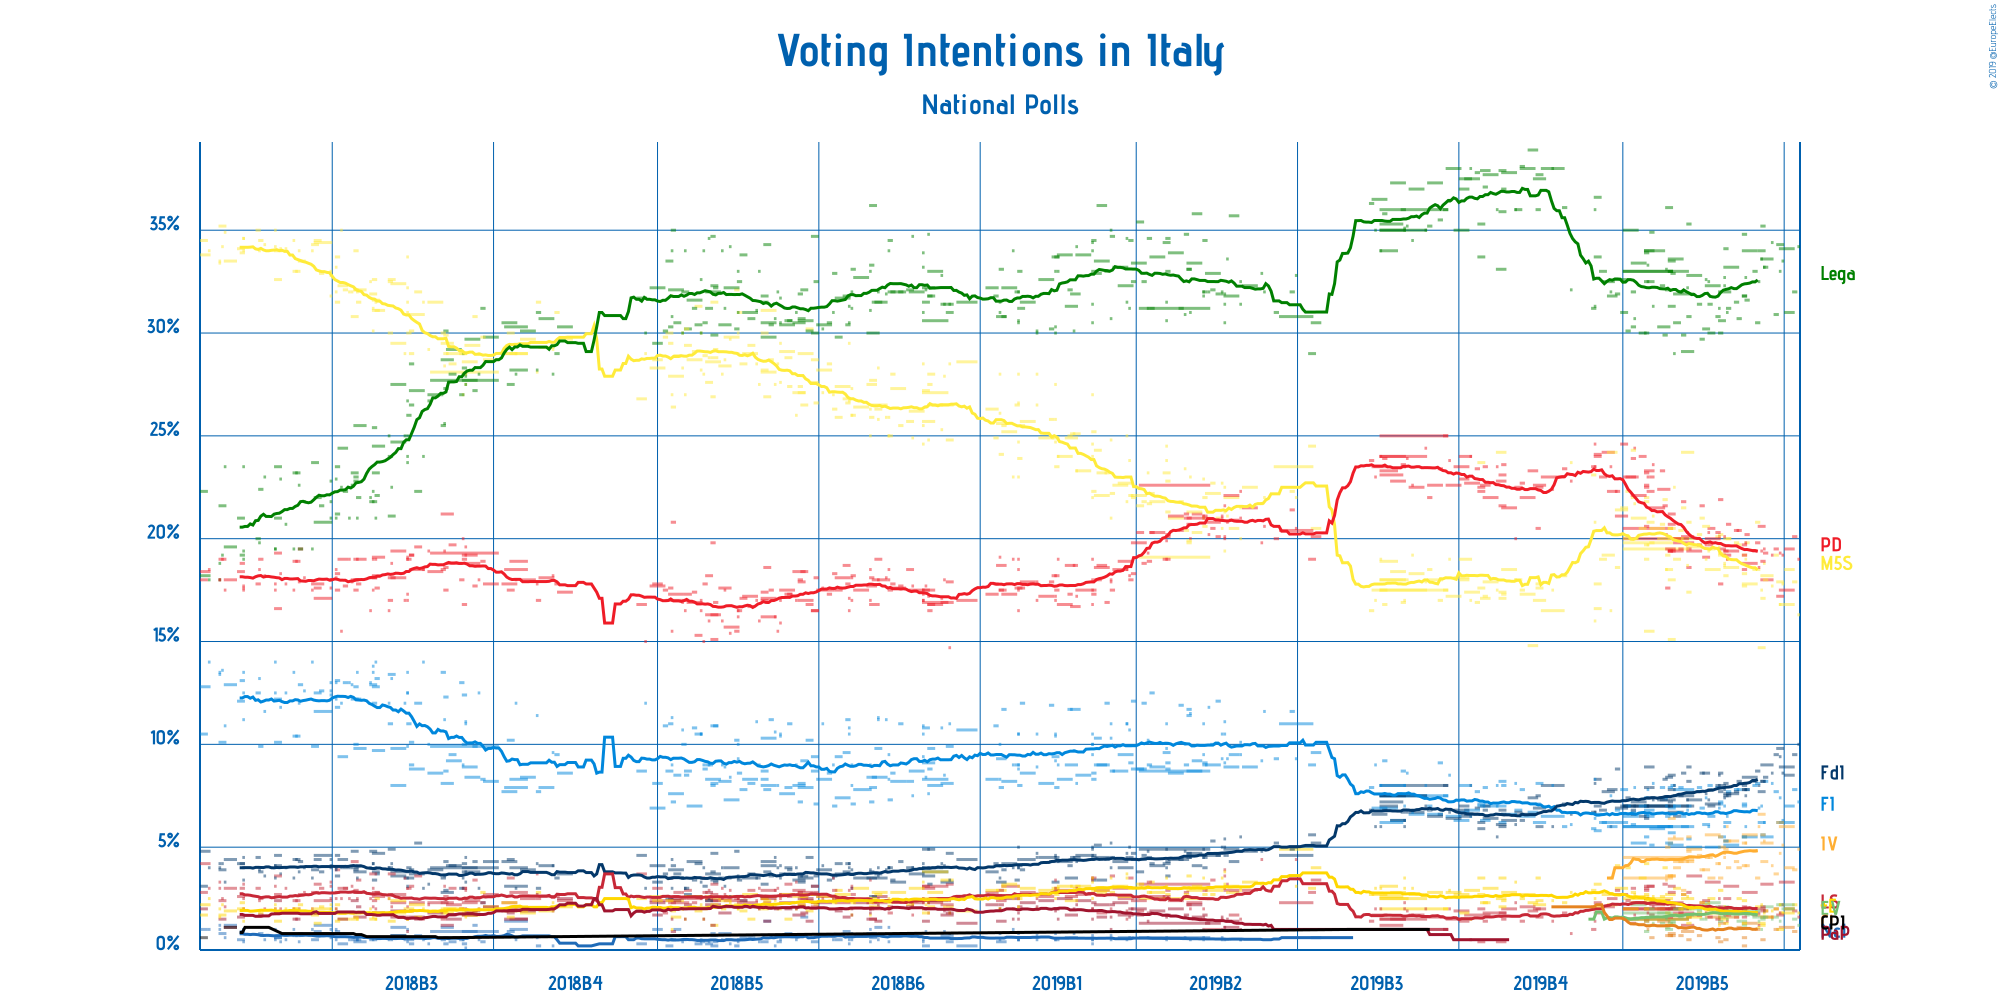 © 2019 @EuropeElects
Voting Intentions in Italy
National Polls
35%
30%
25%
20%
15%
10%
5%
0%
Lega
PD
M5S
FdI
FI
IV
CPI
PaP
2018B3
2018B4
2018B5
2018B6
2019B1
2019B2
2019B3
2019B4
2019B5